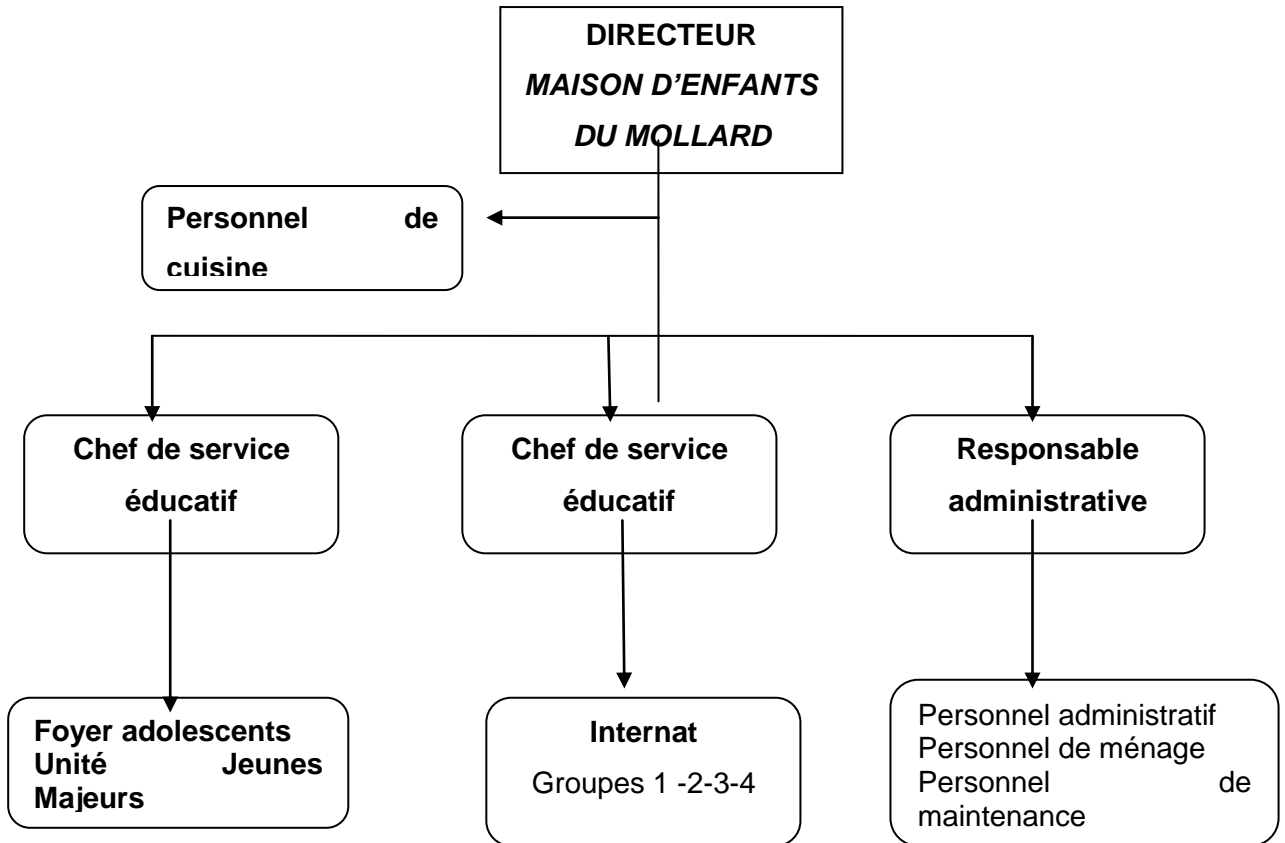 DIRECTEUR
MAISON D'ENFANTS
DU MOLLARD
Personnel de
cuisine
Chef de service
éducatif
Chef de service
éducatif
Responsable
administrative
Foyer adolescents
Unité Jeunes
Majeurs
Internat
Groupes 1 -2-3-4
Personnel administratif
Personnel de ménage
Personnel de
maintenance